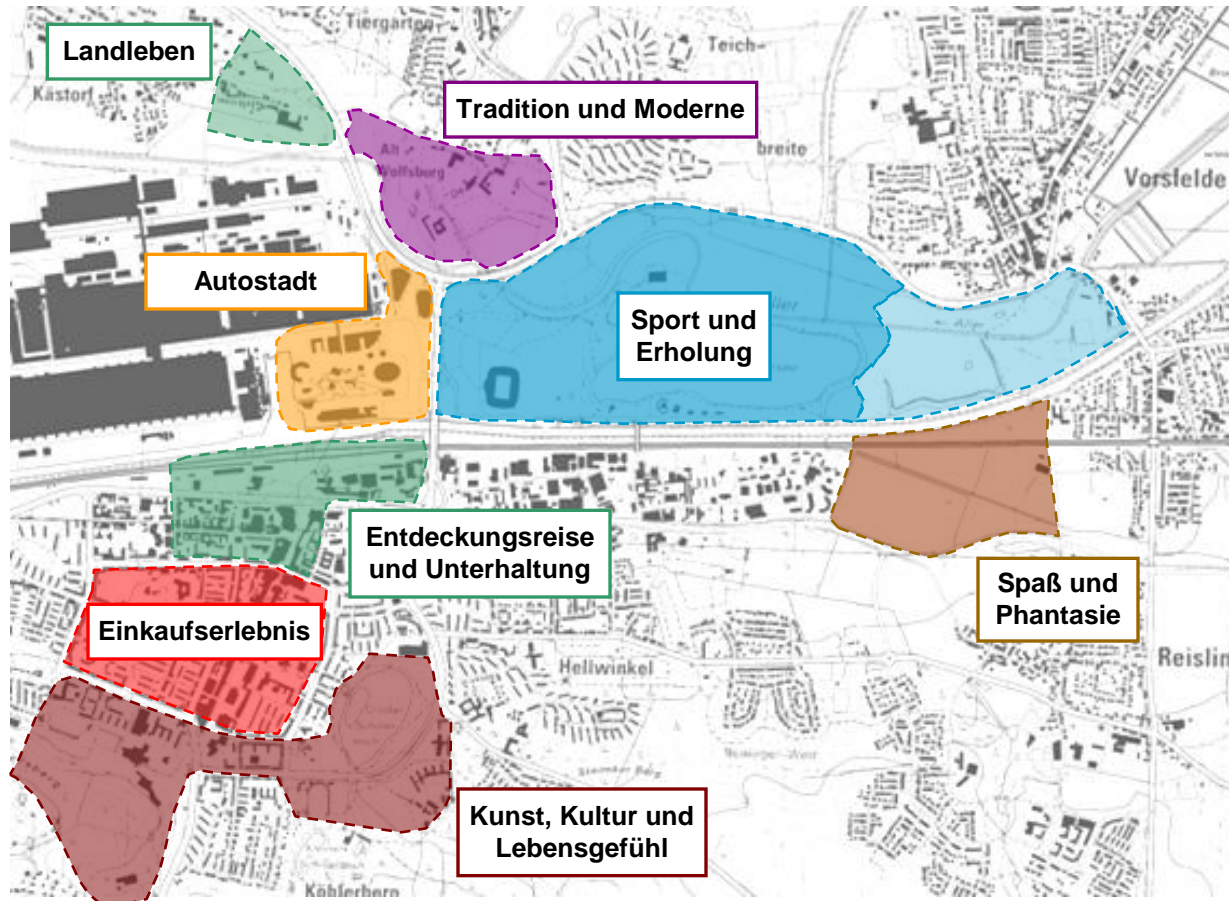 Tiergarten
Landleben
Teich-
Kästorf
Tradition und Moderne
Alt
Wolfsburg
breite
Vorsfelde
Autostadt
Sport und
Erholung
Aller
Entdeckungsreise
und Unterhaltung
Spaß und
Phantasie
Einkaufserlebnis
Hellwinkel
Reislin
Kunst, Kultur und
Lebensgefühl
Köhlerberg